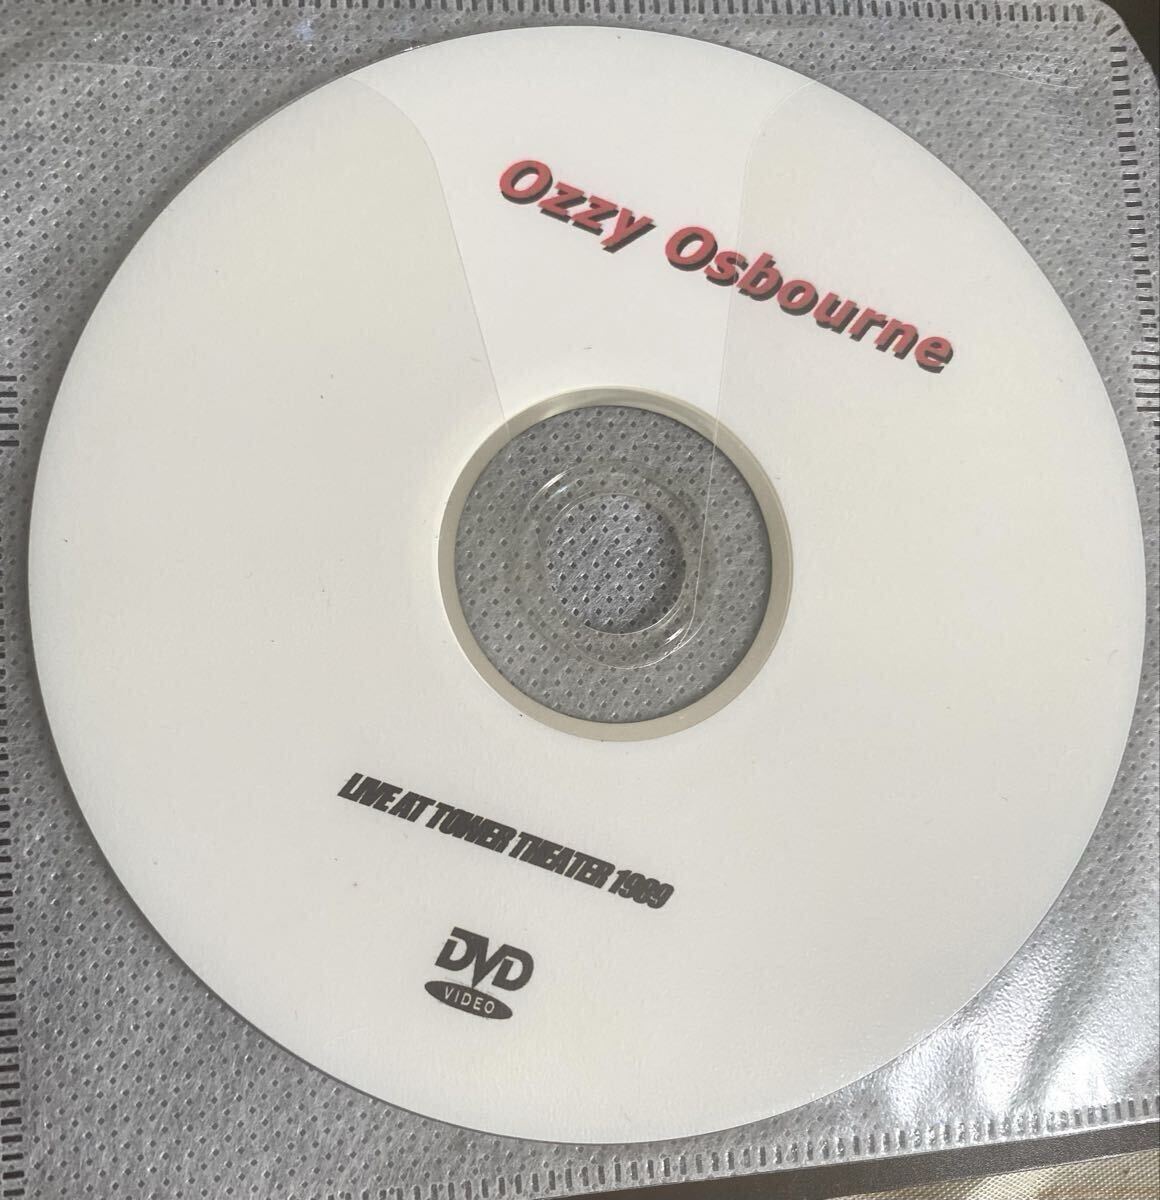 Ozzy Osbourne
LIVE AT TOWER THEATER 1989
DVD
VIDEO